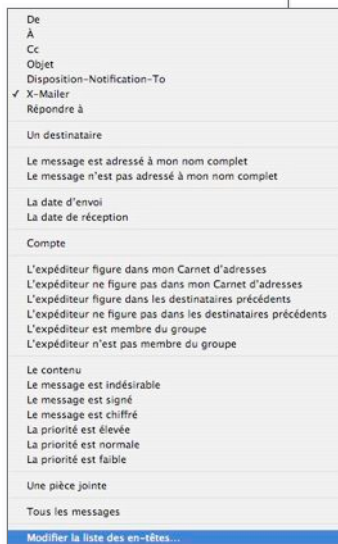 De
À
Cc
Objet
Disposition-Notification-To
✓ X-Mailer
Répondre à
Un destinataire
Le message est adressé à mon nom complet
Le message n'est pas adressé à mon nom complet
La date d'envoi
La date de réception
Compte
L'expéditeur figure dans mon Carnet d'adresses
L'expéditeur ne figure pas dans mon Carnet d'adresses
L'expéditeur figure dans les destinataires précédents
L'expéditeur ne figure pas dans les destinataires précédents
L'expéditeur est membre du groupe
L'expéditeur n'est pas membre du groupe
Le contenu
Le message est indésirable
Le message est signé
Le message est chiffré
La priorité est élevée
La priorité est normale
La priorité est faible
Une pièce jointe
Tous les messages
Modifier la liste des en-têtes...